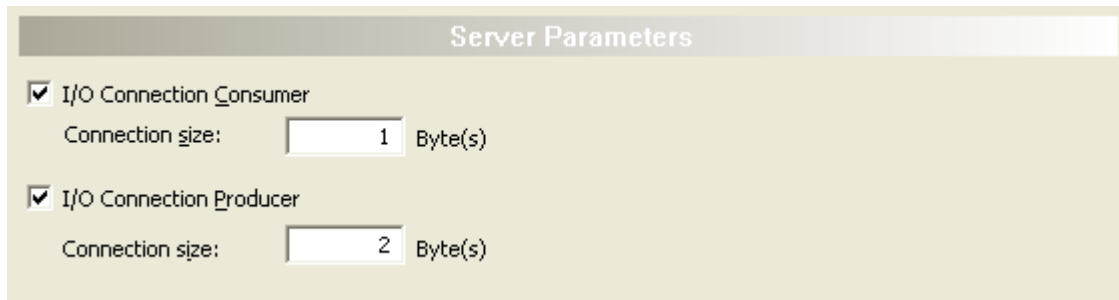 Server Parameters
I/O Connection Consumer
Connection size: 1 Byte(s)
I/O Connection Producer
Connection size: 2 Byte(s)